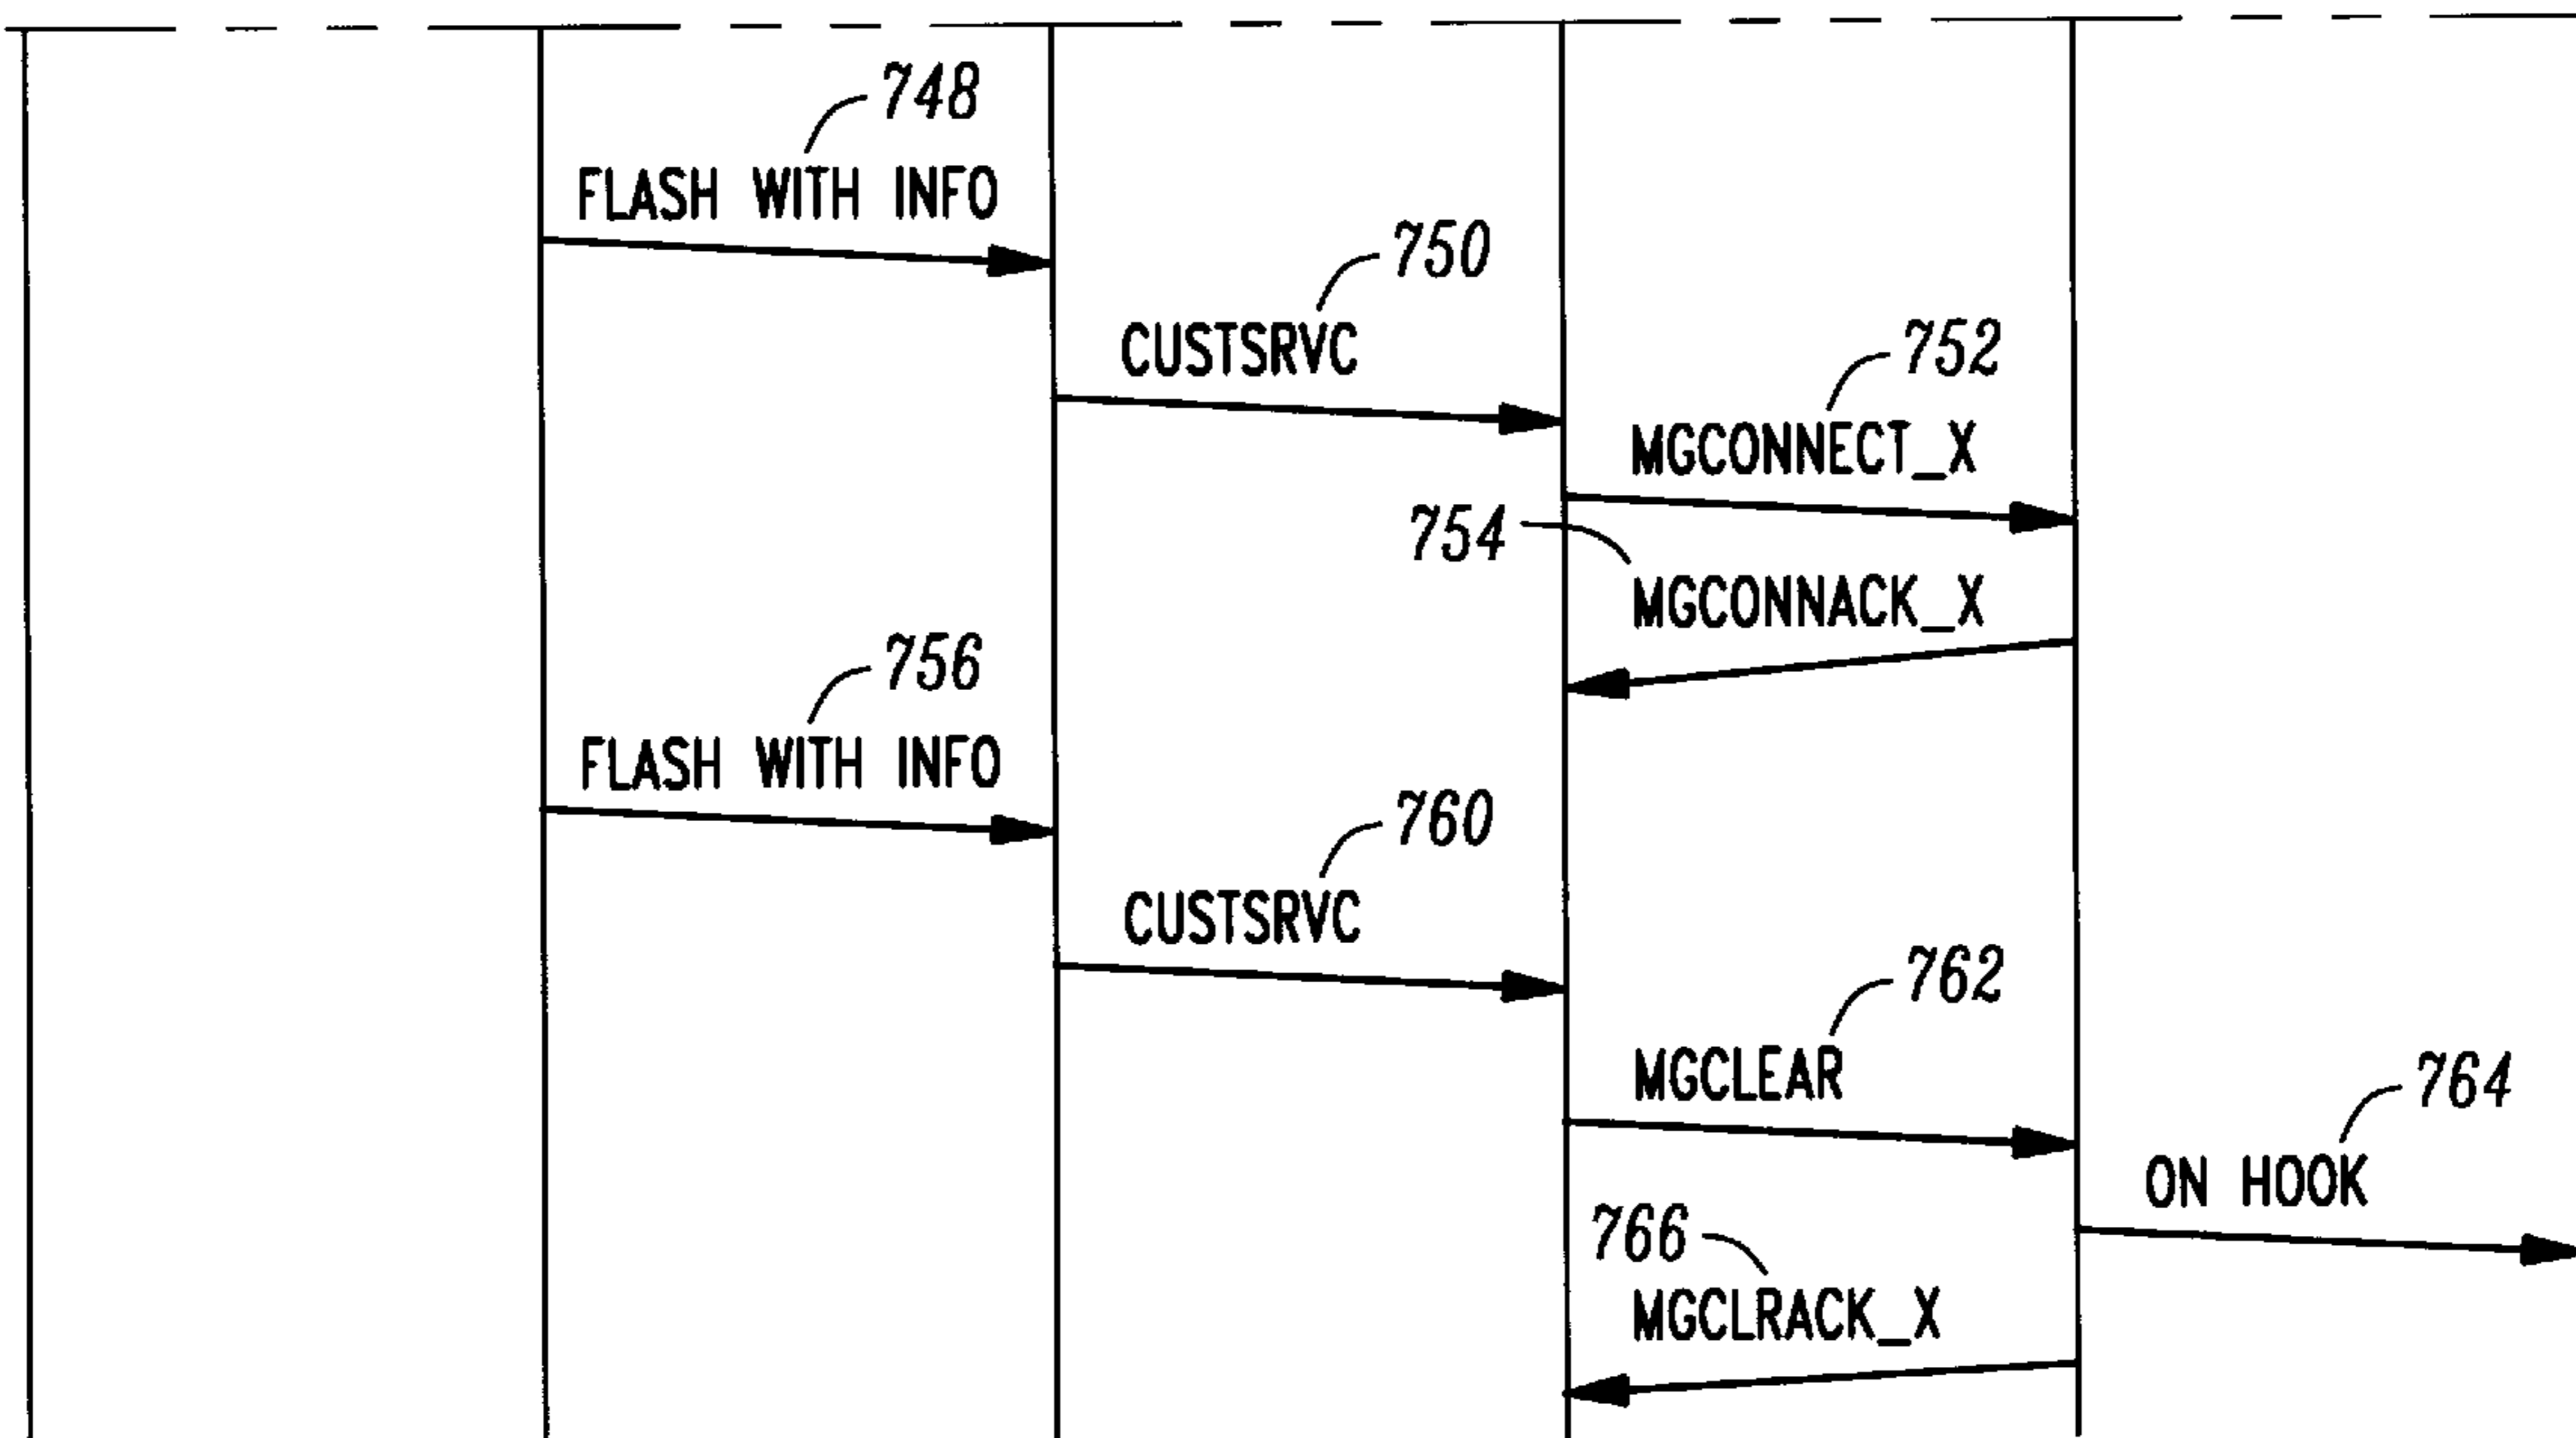 748
FLASH WITH INFO
750
CUSTSRVC
752
MGCONNECT_X
754
MGCONNACK_X
756
FLASH WITH INFO
760
CUSTSRVC
762
MGCLEAR
764
ON HOOK
766
MGCLRACK_X